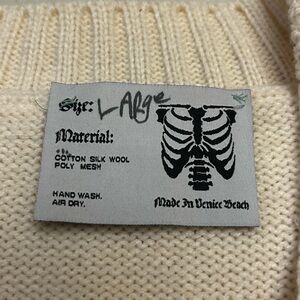 Size: LARge
Material:
COTTON SILK WOOL
POLY MESH
HAND WASH.
AIR DRY.
Made In Venice Beach